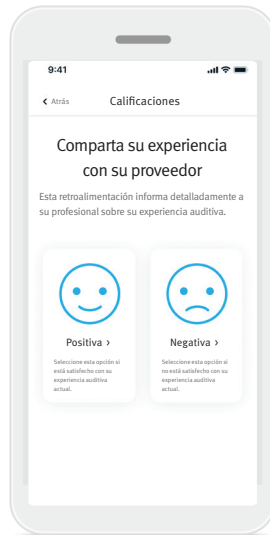 9:41
Atrás
Calificaciones
Comparta su experiencia
con su proveedor
Esta retroalimentación informa detalladamente a
su profesional sobre su experiencia auditiva.
Positiva ›
Negativa ›
Seleccione esta opción si
está satisfecho con su
experiencia auditiva
actual.
Seleccione esta opción si
no está satisfecho con su
experiencia auditiva
actual.